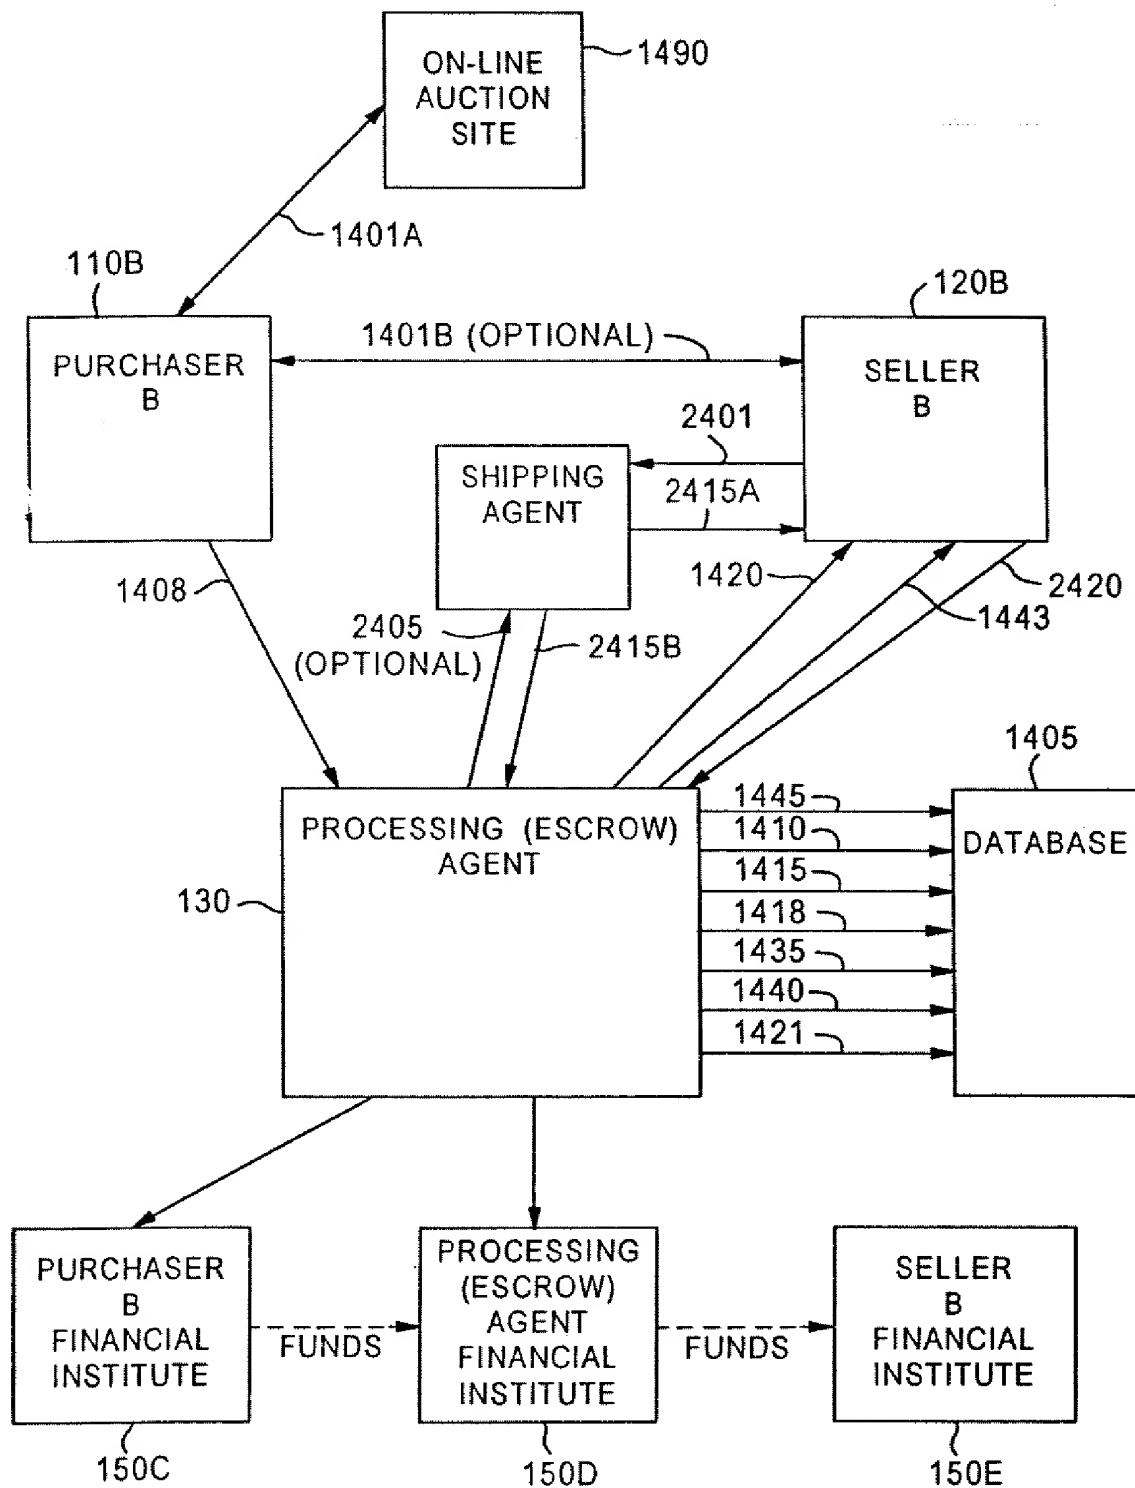 ON-LINE
AUCTION
SITE
1490
1401A
110B
120B
1401B (OPTIONAL)
PURCHASER
B
SELLER
B
2401
SHIPPING
AGENT
2415A
1408
1420
2420
1443
2405
(OPTIONAL)
2415B
1405
PROCESSING (ESCROW)
AGENT
1445
1410
DATABASE
1415
130
1418
1435
1440
1421
PURCHASER
B
FINANCIAL
INSTITUTE
FUNDS
PROCESSING
(ESCROW)
AGENT
FINANCIAL
INSTITUTE
FUNDS
SELLER
B
FINANCIAL
INSTITUTE
150C
150D
150E